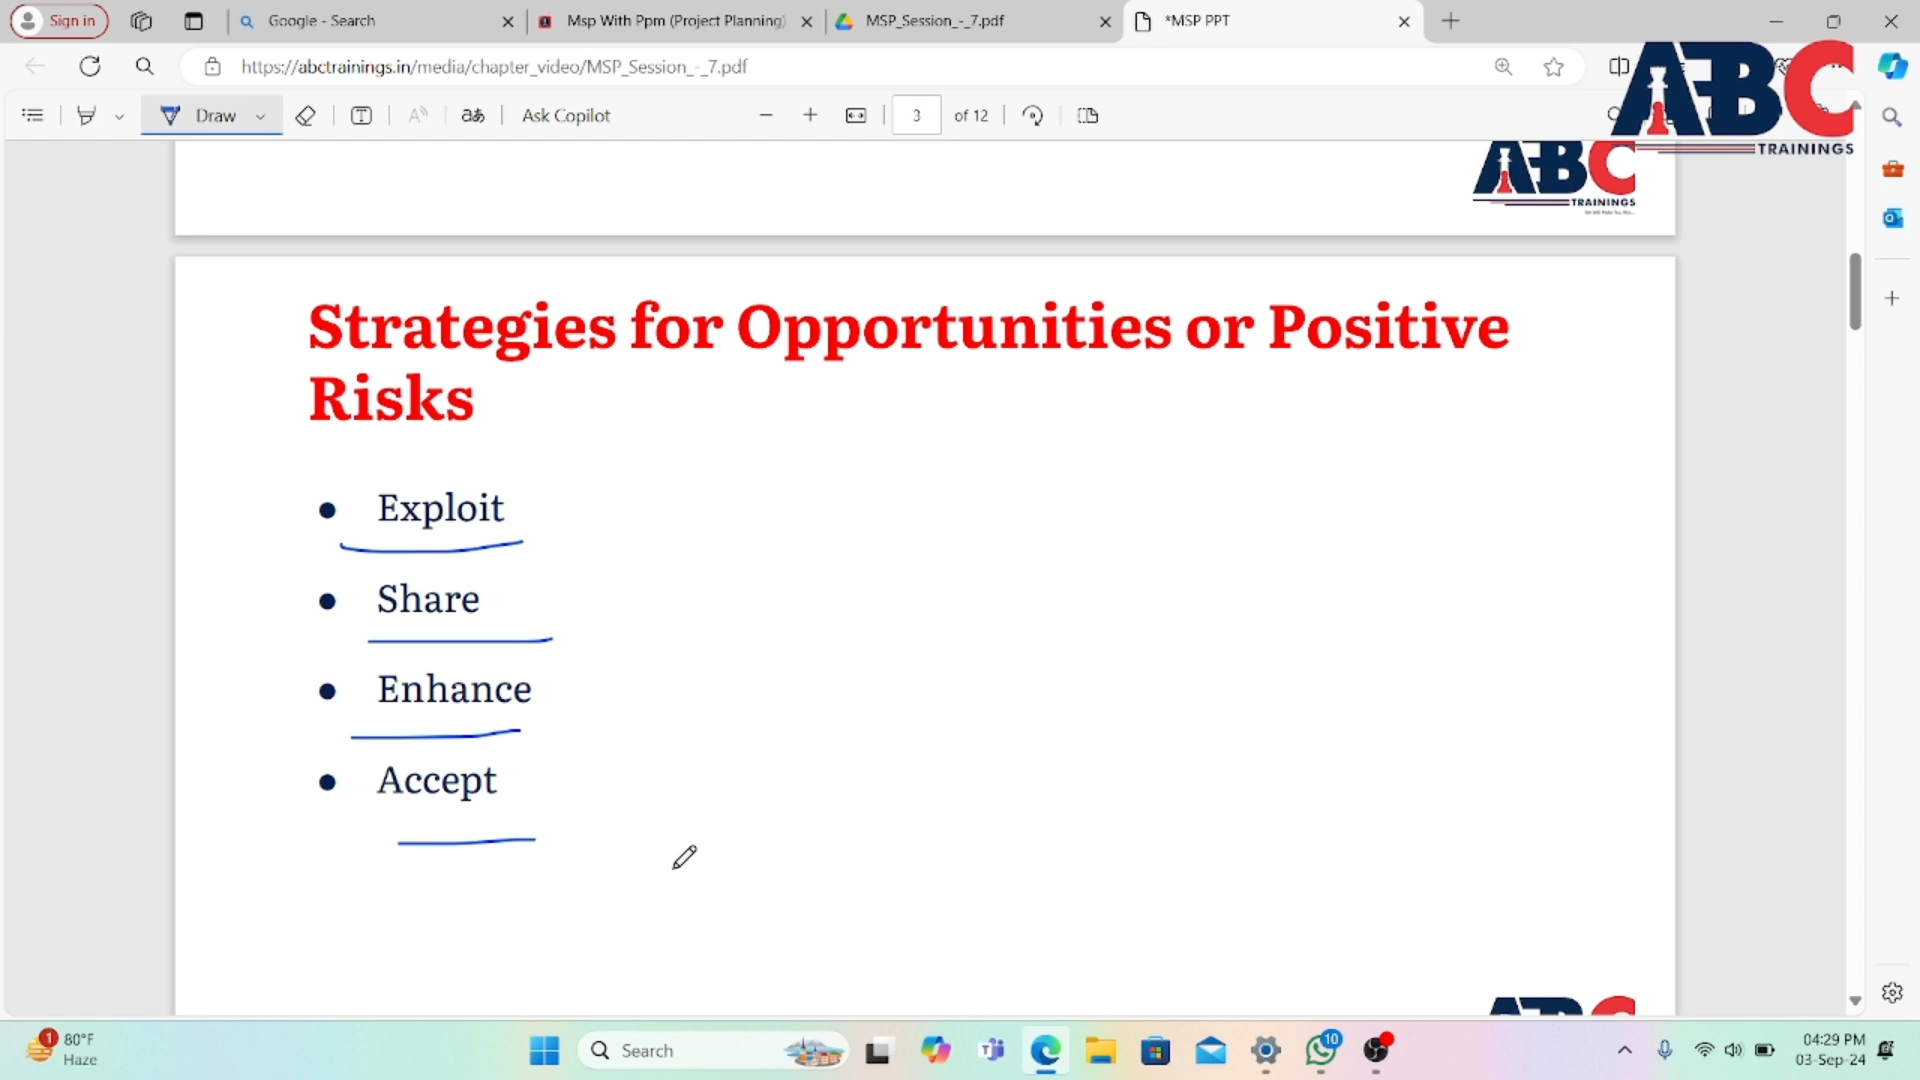 Sign in
Google - Search
Msp With Ppm (Project Planning)
MSP_Session_-_7.pdf
*MSP PPT
https://abctrainings.in/media/chapter_video/MSP_Session_-_7.pdf
Draw
Ask Copilot
3
of 12
ABC
TRAININGS
ABC
TRAININGS
Strategies for Opportunities or Positive
Risks
• Exploit
• Share
• Enhance
• Accept
1
80°F
Haze
Search
10
04:29 PM
03-Sep-24